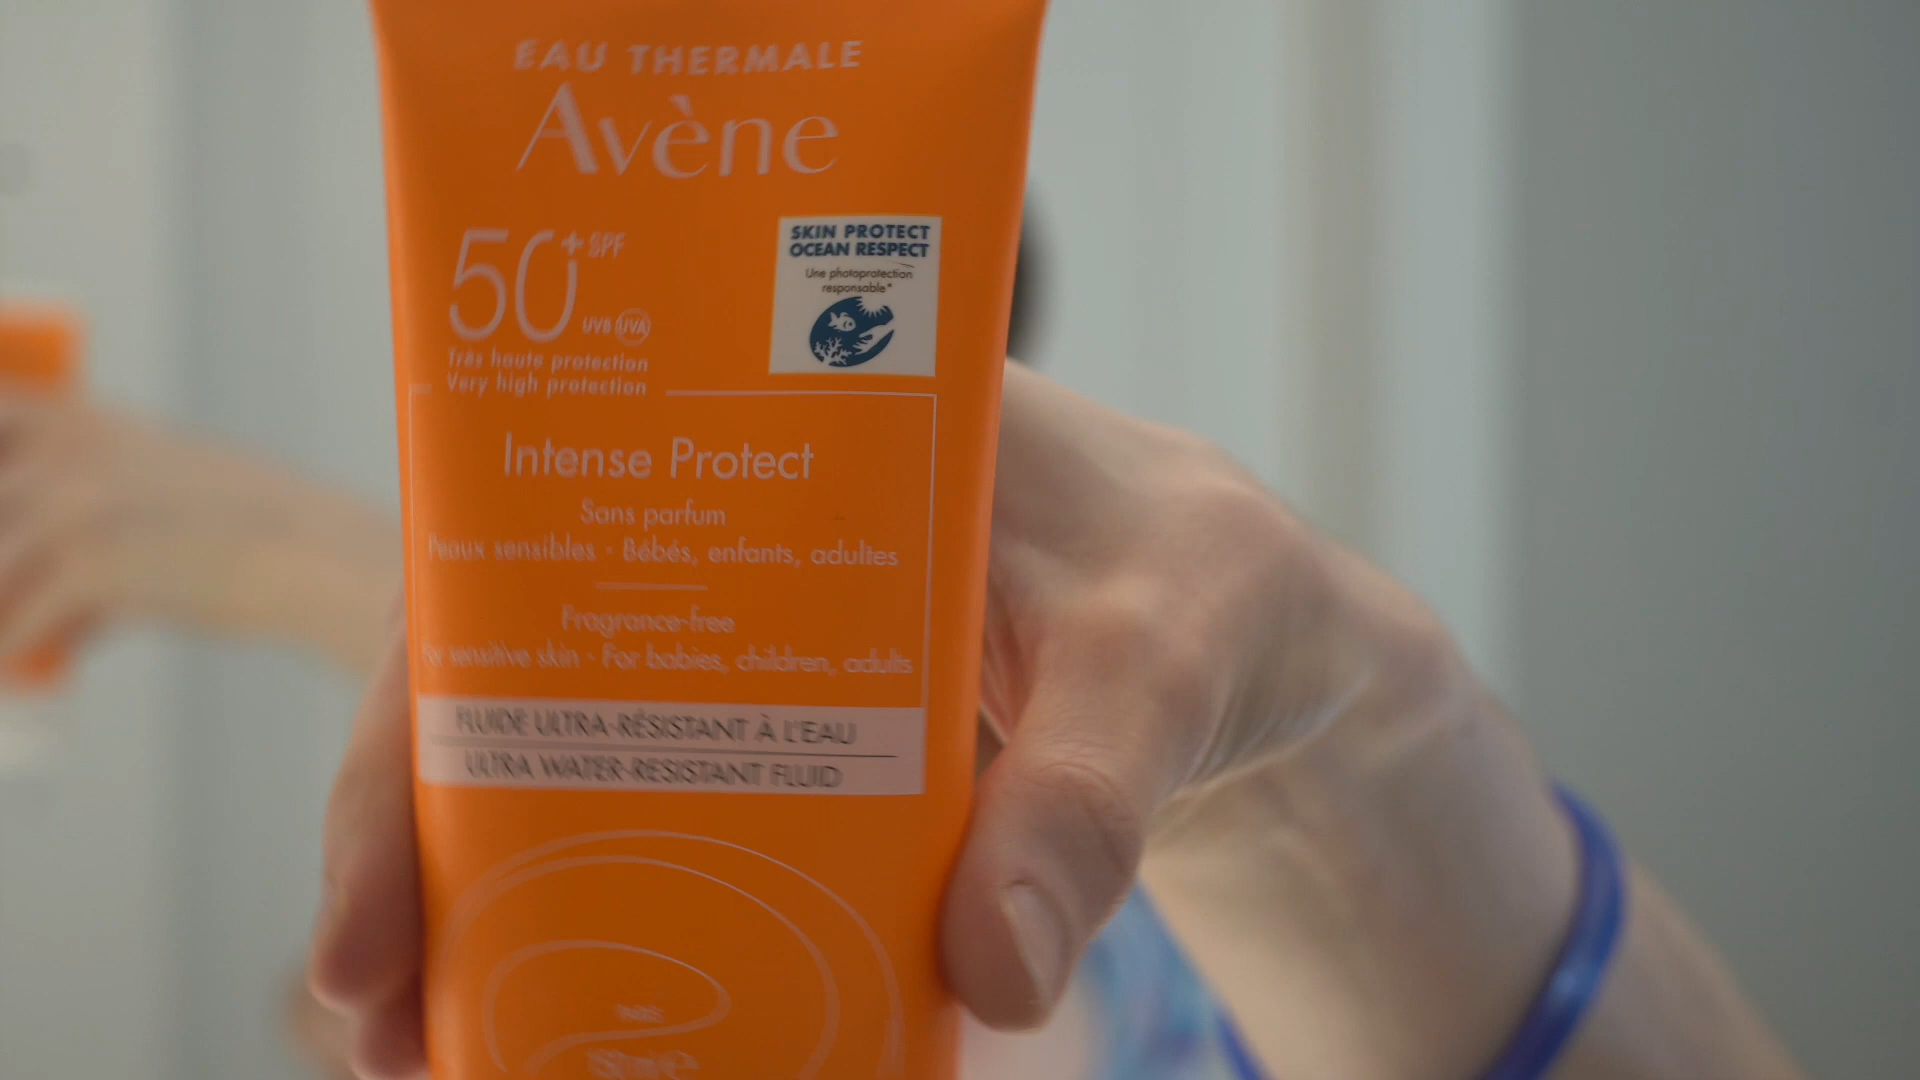 EAU THERMALE
Avène
50+ SPF
UVB UVA
Très haute protection
Very high protection
SKIN PROTECT
OCEAN RESPECT
Une photoprotection
responsable*
Intense Protect
Sans parfum
Peaux sensibles • Bébés, enfants, adultes
Fragrance-free
For sensitive skin • For babies, children, adults
FLUIDE ULTRA-RÉSISTANT À L'EAU
ULTRA WATER-RESISTANT FLUID